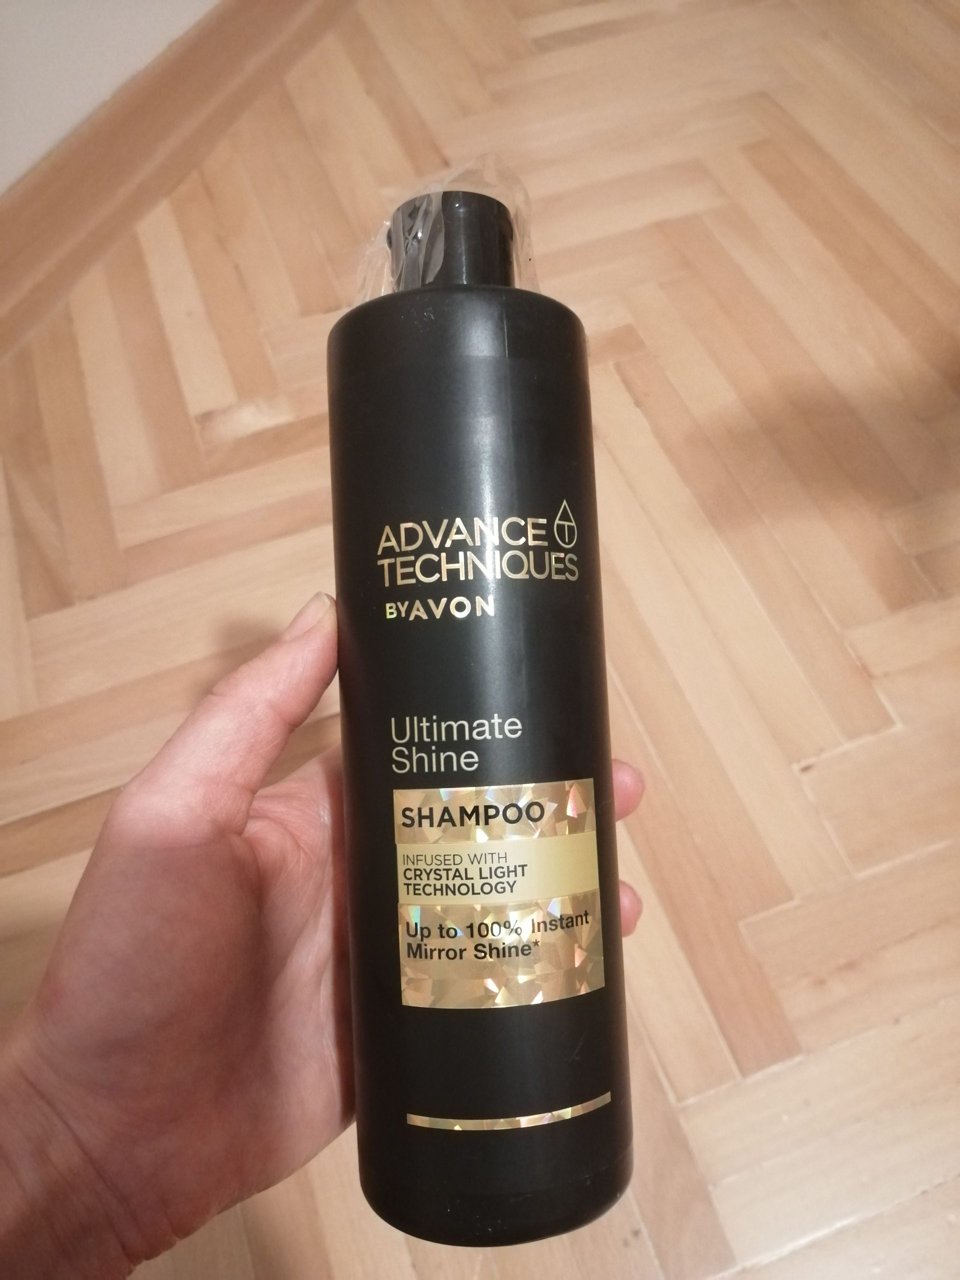 ADVANCE
TECHNIQUES
T
BY AVON
Ultimate
Shine
SHAMPOO
INFUSED WITH
CRYSTAL LIGHT
TECHNOLOGY
Up to 100% Instant
Mirror Shine*